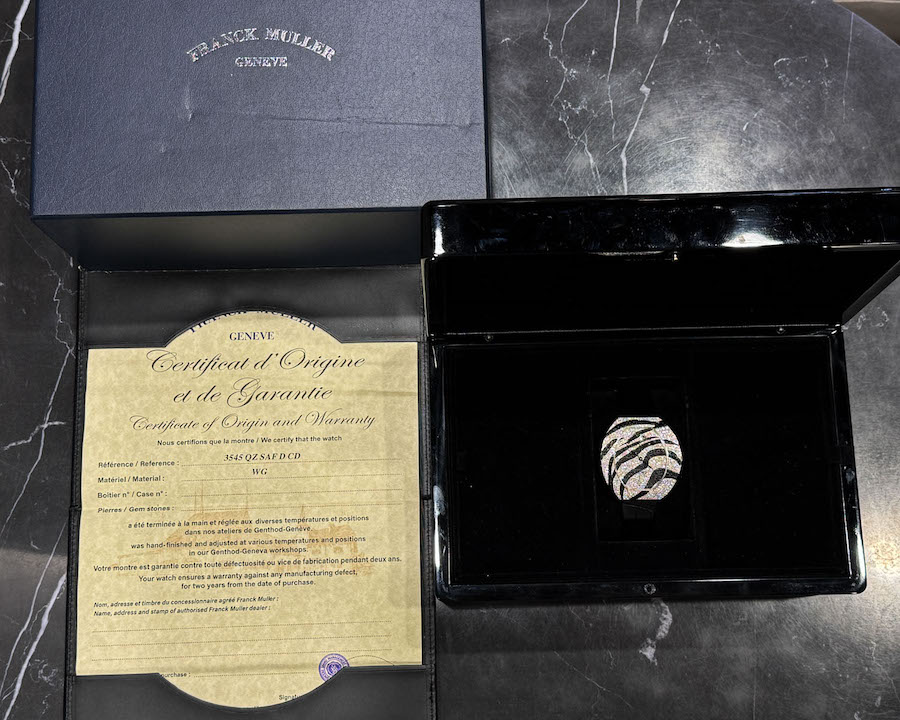 FRANCK MULLER
GENEVE
GENEVE
Certificat d'Origine
et de Garantie
Certificate of Origin and Warranty
Nous certifions que la montre / We certify that the watch
Référence / Reference : 3545 QZ SAF D CD
Matériel / Material : WG
Boitier n° / Case n° :
Pierres / Gem stones :
a été terminée à la main et réglée aux diverses températures et positions
dans nos ateliers de Genthod-Genève.
was hand-finished and adjusted at various temperatures and positions
in our Genthod-Geneva workshops.
Votre montre est garantie contre toute défectuosité ou vice de fabrication pendant deux ans.
Your watch ensures a warranty against any manufacturing defect,
for two years from the date of purchase.
Nom, adresse et timbre du concessionnaire agréé Franck Muller :
Name, address and stamp of authorised Franck Muller dealer :
purchase :